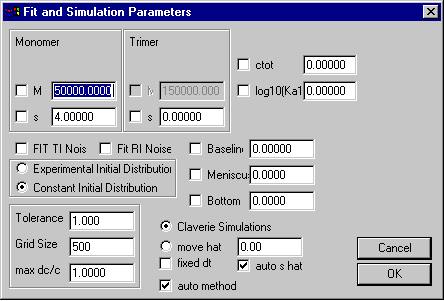 Fit and Simulation Parameters
Monomer
Trimer
M 50000.0000
150000.000
ctot 0.00000
s 4.00000
s 0.00000
log10(Ka1 0.00000
FIT TI Nois
Fit RI Noise
Baseline 0.00000
Experimental Initial Distribution
Constant Initial Distribution
Meniscus 0.0000
Bottom 0.0000
Tolerance 1.000
Grid Size 500
max dc/c 1.0000
Claverie Simulations
move hat 0.00
fixed dt
auto s hat
auto method
Cancel
OK